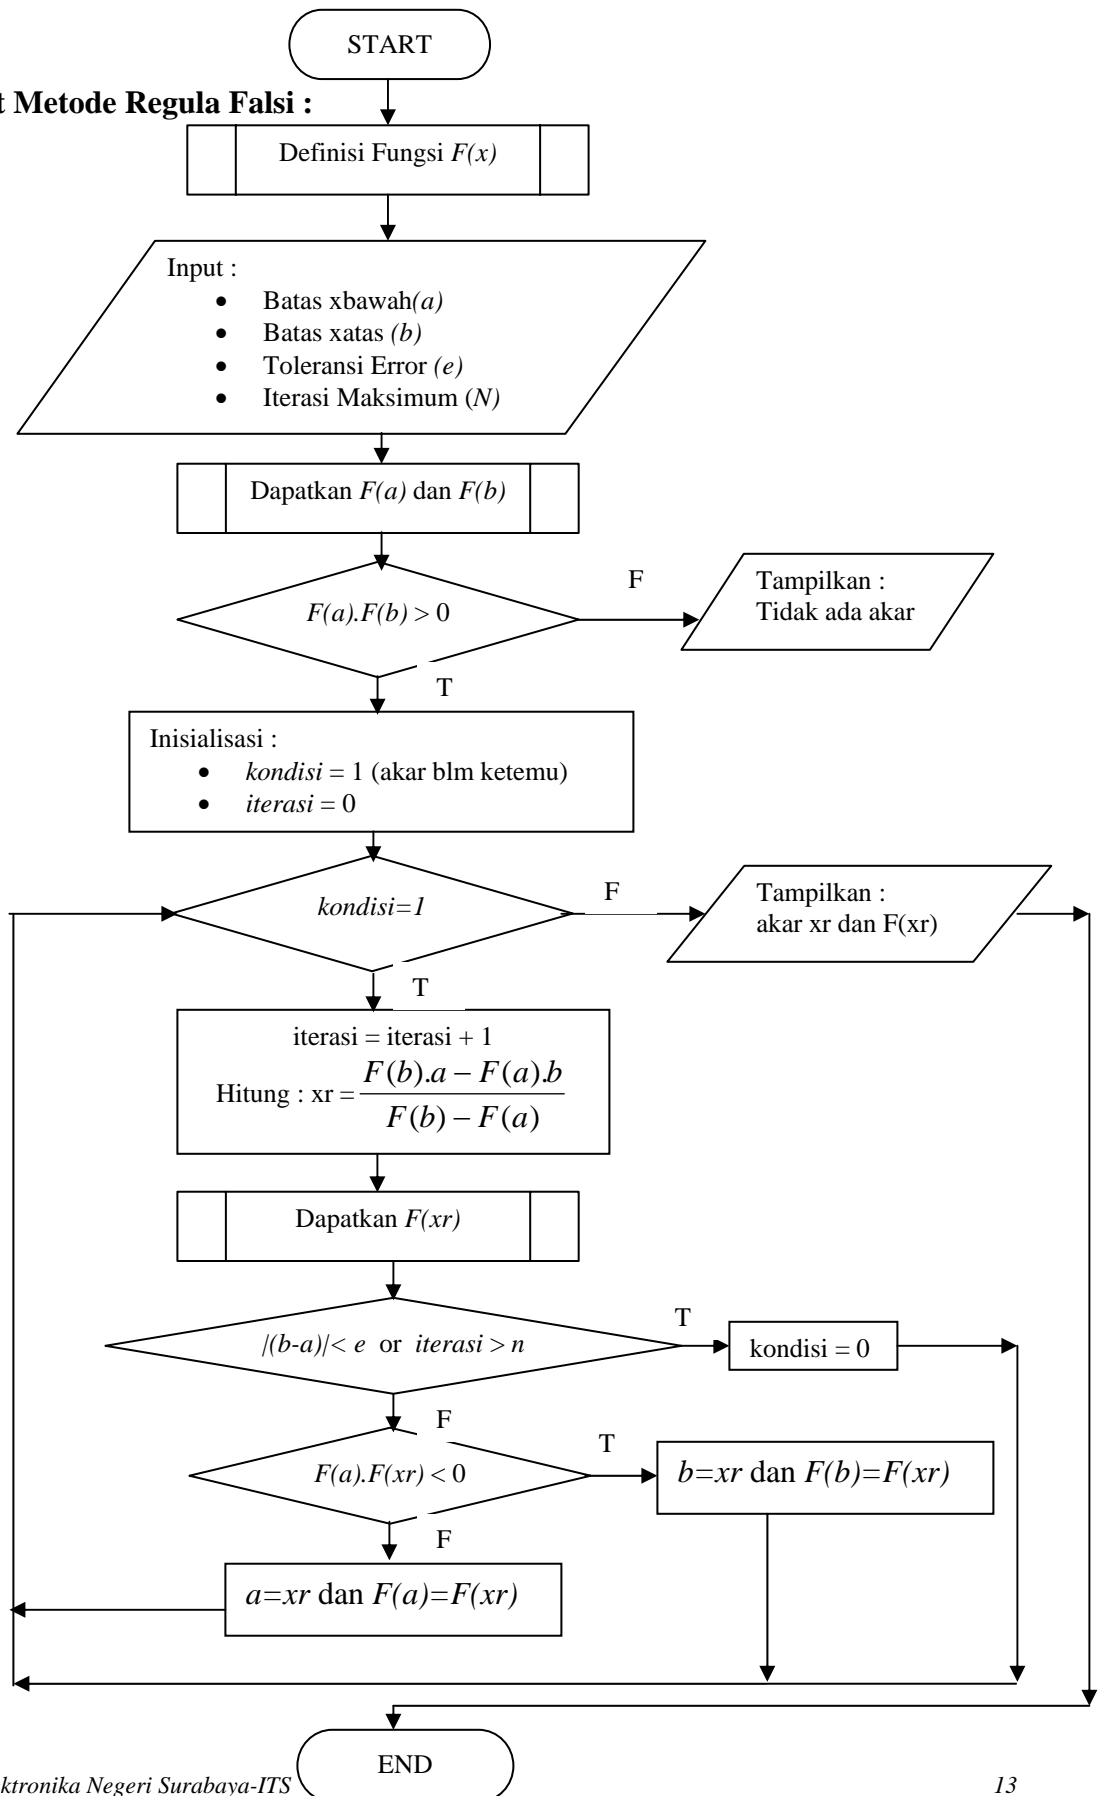 START
t Metode Regula Falsi :
Definisi Fungsi F(x)
Input :
• Batas xbawah(a)
• Batas xatas (b)
• Toleransi Error (e)
• Iterasi Maksimum (N)
Dapatkan F(a) dan F(b)
F(a).F(b) > 0
F
Tampilkan :
Tidak ada akar
T
Inisialisasi :
• kondisi = 1 (akar blm ketemu)
• iterasi = 0
kondisi=1
F
Tampilkan :
akar xr dan F(xr)
T
iterasi = iterasi + 1
Hitung : xr = \frac{F(b).a − F(a).b}{F(b) − F(a)}
Dapatkan F(xr)
|(b-a)|< e or iterasi > n
T
kondisi = 0
F
F(a).F(xr) < 0
T
b=xr dan F(b)=F(xr)
F
a=xr dan F(a)=F(xr)
END
ktronika Negeri Surabaya-ITS
13